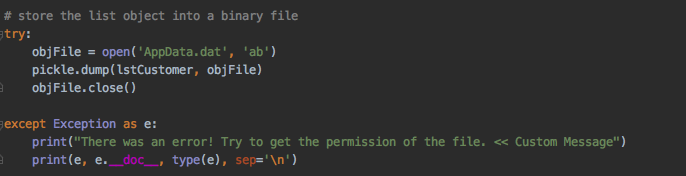 # store the list object into a binary file
try:
    objFile = open('AppData.dat', 'ab')
    pickle.dump(lstCustomer, objFile)
    objFile.close()
except Exception as e:
    print("There was an error! Try to get the permission of the file. << Custom Message")
    print(e, e.__doc__, type(e), sep='\n')